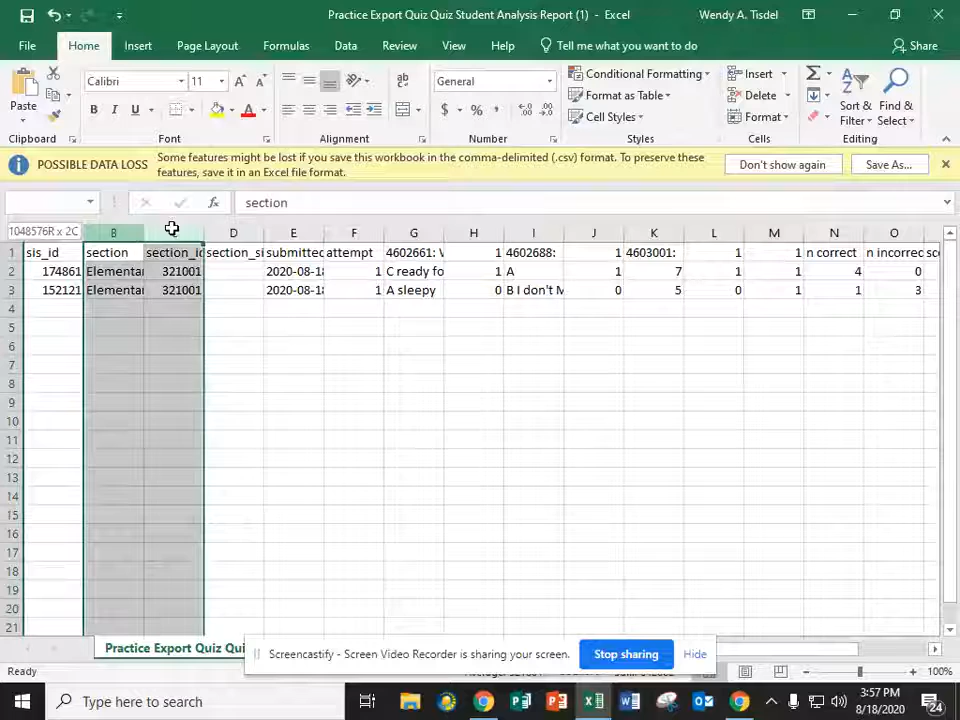 Practice Export Quiz Quiz Student Analysis Report (1) - Excel
Wendy A. Tisdel
File Home Insert Page Layout Formulas Data Review View Help Tell me what you want to do Share
Calibri 11 General
Paste
Conditional Formatting
Format as Table
Cell Styles
Insert
Delete
Format
Sort & Filter
Find & Select
Clipboard Font Alignment Number Styles Cells Editing
POSSIBLE DATA LOSS Some features might be lost if you save this workbook in the comma-delimited (.csv) format. To preserve these features, save it in an Excel file format. Don't show again Save As...
section
1048576R x 2C B D E F G H I J K L M N O
1 sis_id section section_id section_si submitted attempt 4602661: 1 4602688: 1 4603001: 1 1 n correct n incorrec
2 174861 Elementar 321001 2020-08-18 1 C ready fo 1 A 1 7 1 1 4 0
3 152121 Elementar 321001 2020-08-18 1 A sleepy 0 B I don't M 0 5 0 1 1 3
4
5
6
7
8
9
10
11
12
13
14
15
16
17
18
19
20
21
Practice Export Quiz Qui
Screencastify - Screen Video Recorder is sharing your screen. Stop sharing Hide
Ready 100%
Type here to search
3:57 PM
8/18/2020
24